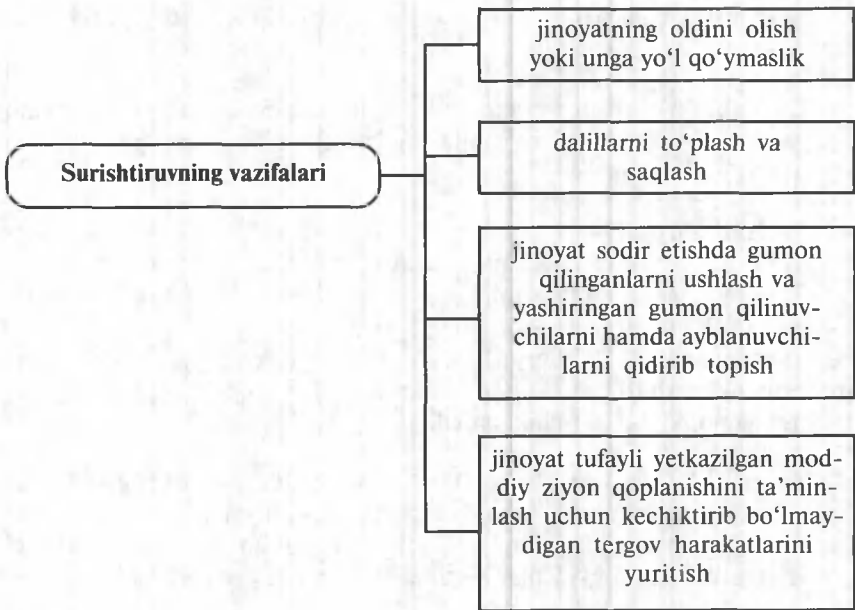 Surishtiruvning vazifalari
jinoyatning oldini olish
yoki unga yo‘l qo‘ymaslik
dalillarni to‘plash va
saqlash
jinoyat sodir etishda gumon
qilinganlarni ushlash va
yashiringan gumon qilinuv-
chilarni hamda ayblanuvchi-
larni qidirib topish
jinoyat tufayli yetkazilgan mod-
diy ziyon qoplanishini ta’min-
lash uchun kechiktirib bo‘lmay-
digan tergov harakatlarini
yuritish